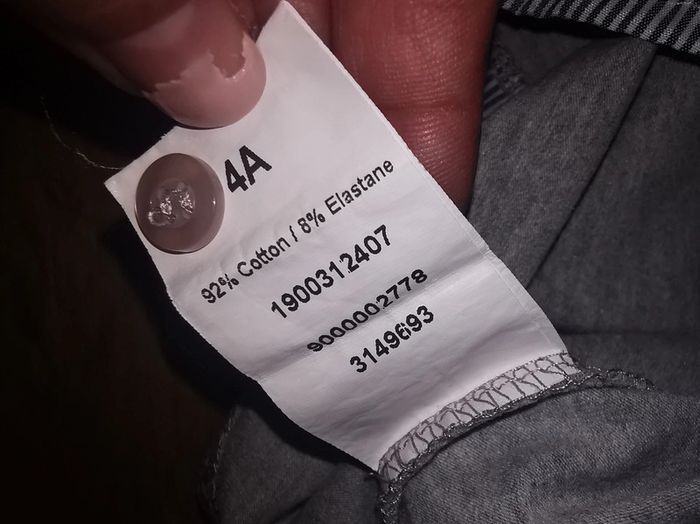 4A
92% Cotton / 8% Elastane
1900312407
9000002778
3149693